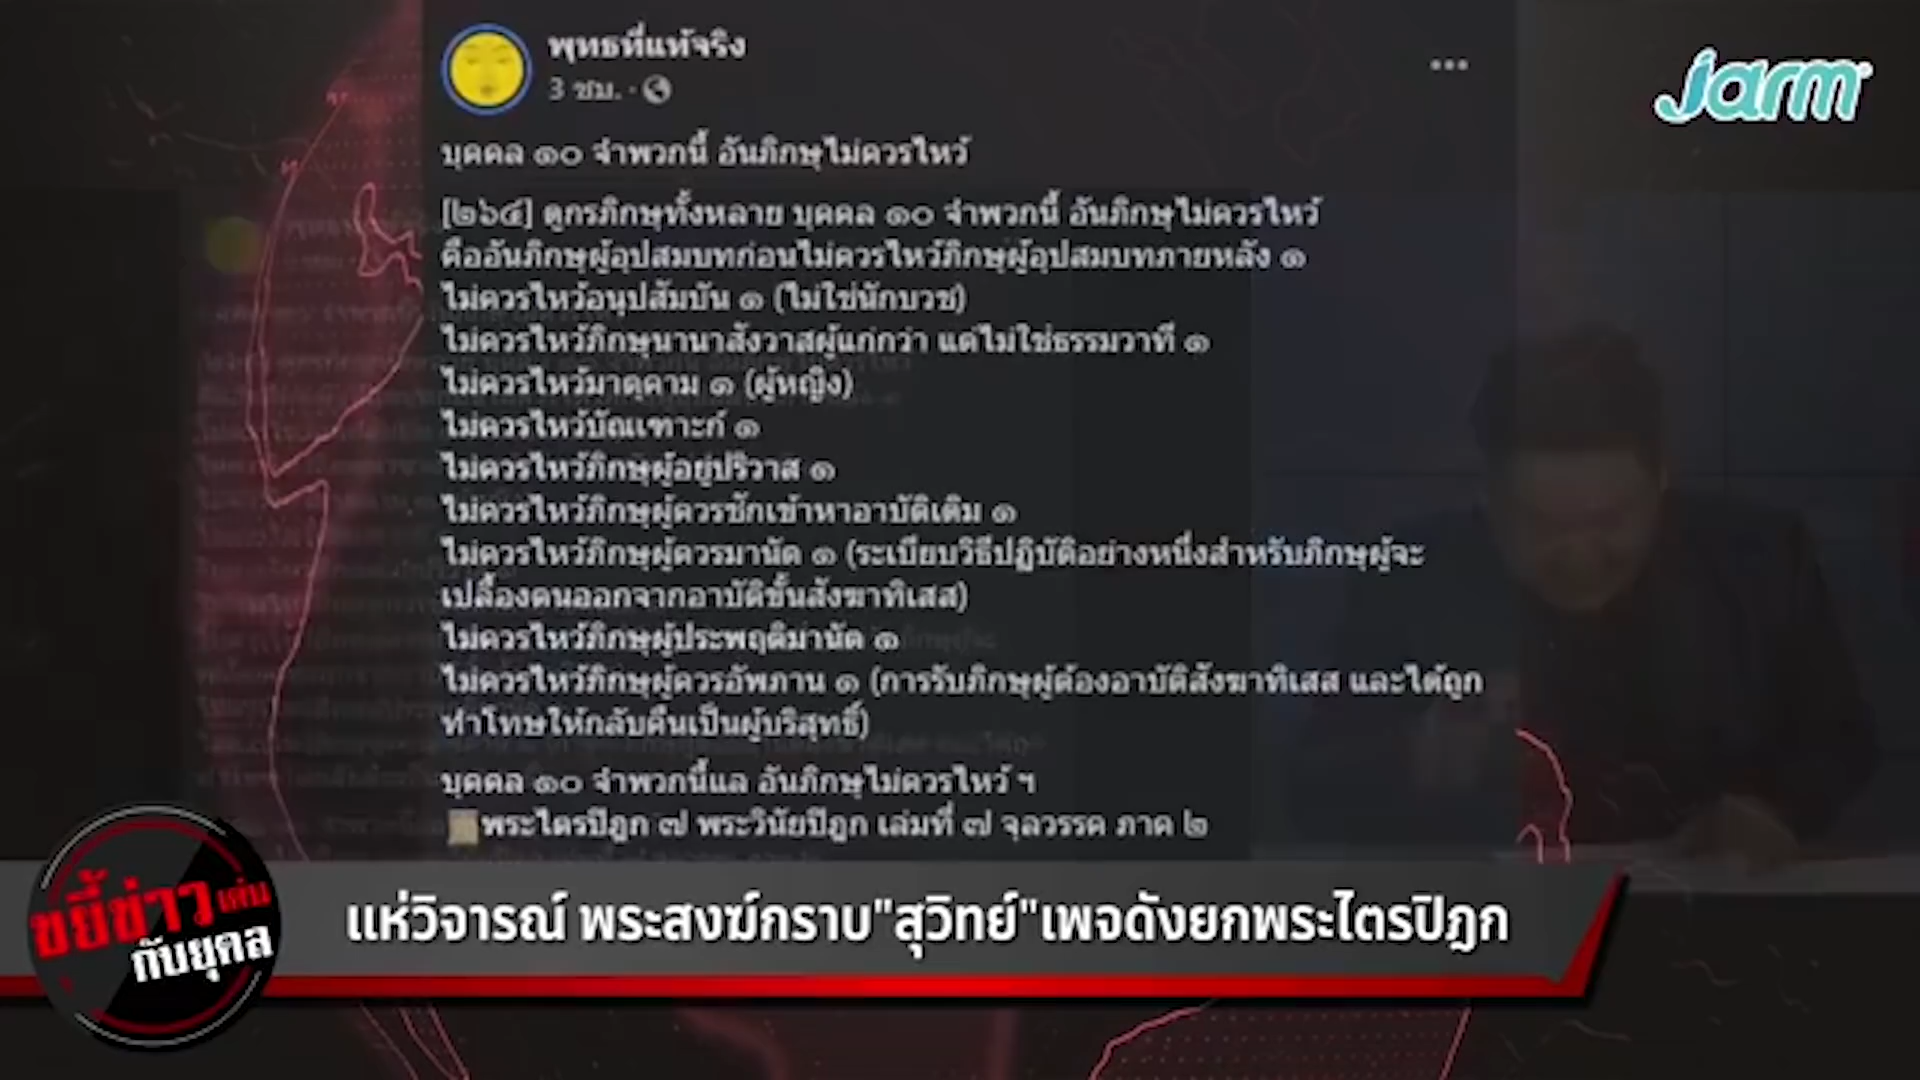 พุทธที่แท้จริง
3 ชม. ·
jarm
บุคคล ๑๐ จำพวกนี้ อันภิกษุไม่ควรไหว้
[๒๖๔] ดูกรภิกษุทั้งหลาย บุคคล ๑๐ จำพวกนี้ อันภิกษุไม่ควรไหว้
คืออันภิกษุผู้อุปสมบทก่อนไม่ควรไหว้ภิกษุผู้อุปสมบทภายหลัง ๑
ไม่ควรไหว้อนุปสัมบัน ๑ (ไม่ใช่นักบวช)
ไม่ควรไหว้ภิกษุนานาสังวาสผู้แก่กว่า แต่ไม่ใช่ธรรมวาที ๑
ไม่ควรไหว้มาตุคาม ๑ (ผู้หญิง)
ไม่ควรไหว้บัณเฑาะก์ ๑
ไม่ควรไหว้ภิกษุผู้อยู่ปริวาส ๑
ไม่ควรไหว้ภิกษุผู้ควรชักเข้าหาอาบัติเดิม ๑
ไม่ควรไหว้ภิกษุผู้ควรมานัต ๑ (ระเบียบวิธีปฏิบัติอย่างหนึ่งสำหรับภิกษุผู้จะ
เปลื้องตนออกจากอาบัติขั้นสังฆาทิเสส)
ไม่ควรไหว้ภิกษุผู้ประพฤติมานัต ๑
ไม่ควรไหว้ภิกษุผู้ควรอัพภาน ๑ (การรับภิกษุผู้ต้องอาบัติสังฆาทิเสส และได้ถูก
ทำโทษให้กลับคืนเป็นผู้บริสุทธิ์)
บุคคล ๑๐ จำพวกนี้แล อันภิกษุไม่ควรไหว้ ฯ
พระไตรปิฎก ๗ พระวินัยปิฎก เล่มที่ ๗ จุลวรรค ภาค ๒
ขยี้ข่าวเด่น
กับยุคล
แห่วิจารณ์ พระสงฆ์กราบ"สุวิทย์"เพจดังยกพระไตรปิฎก